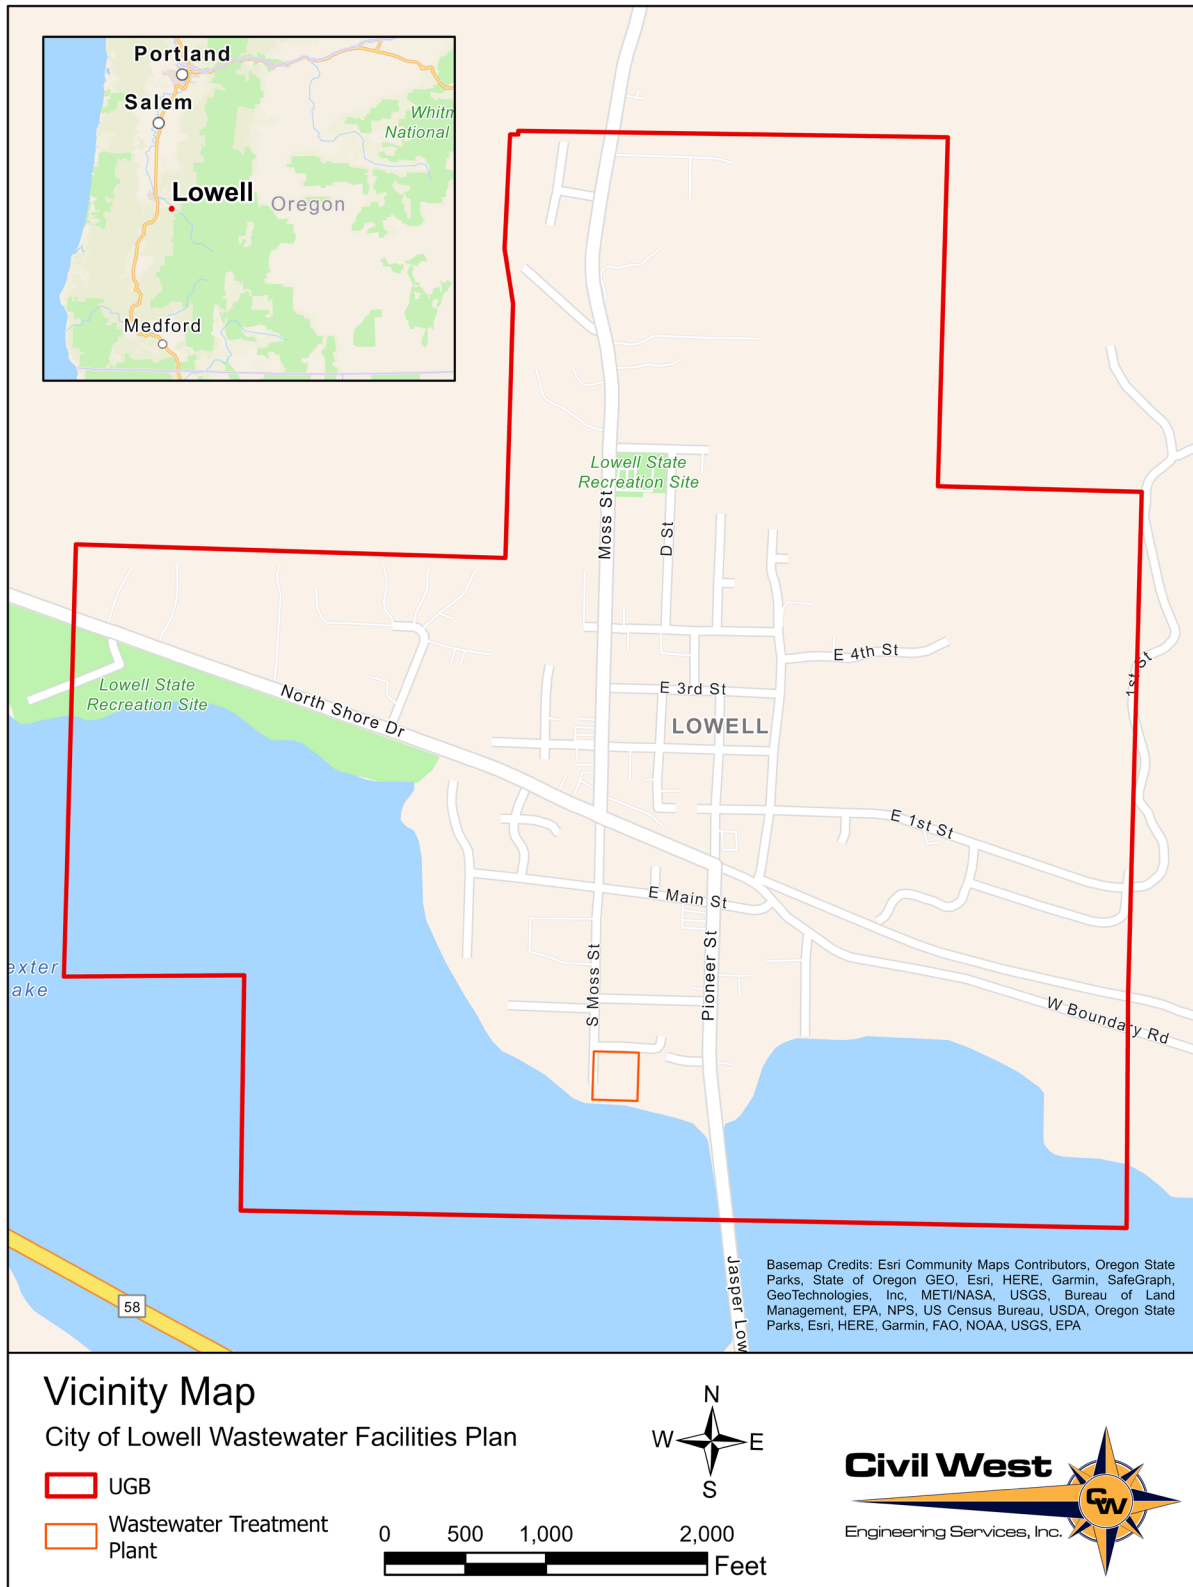 Portland
Salem
Whitm
National
Lowell
Oregon
Medford
Lowell State
Recreation Site
Moss St
D St
E 4th St
1st St
E 3rd St
Lowell State
Recreation Site
North Shore Dr
LOWELL
E 1st St
E Main St
exter
ake
S Moss St
Pioneer St
W Boundary Rd
Jasper Low
58
Basemap Credits: Esri Community Maps Contributors, Oregon State
Parks, State of Oregon GEO, Esri, HERE, Garmin, SafeGraph,
GeoTechnologies, Inc, METI/NASA, USGS, Bureau of Land
Management, EPA, NPS, US Census Bureau, USDA, Oregon State
Parks, Esri, HERE, Garmin, FAO, NOAA, USGS, EPA
Vicinity Map
City of Lowell Wastewater Facilities Plan
UGB
Wastewater Treatment
Plant
N
W E
S
0 500 1,000 2,000
Feet
Civil West
CW
Engineering Services, Inc.